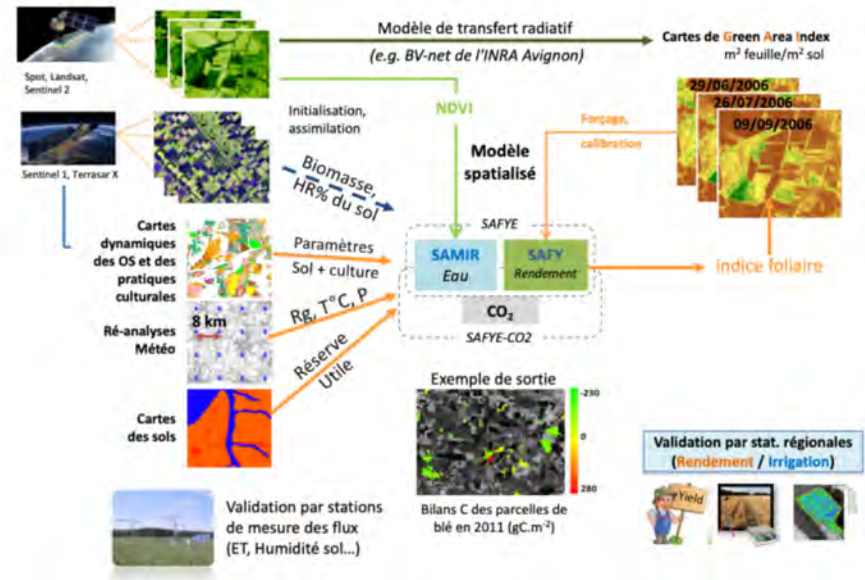 Modèle de transfert radiatif
(e.g. BV-net de l'INRA Avignon)
Cartes de Green Area Index
m² feuille/m² sol
Spot, Landsat,
Sentinel 2
NDVI
29/06/2006
26/07/2006
09/09/2006
Initialisation,
assimilation
Forçage,
calibration
Modèle
spatialisé
Sentinel 1, Terrasar X
Biomasse,
HR% du sol
Cartes
dynamiques
des OS et des
pratiques
culturales
Paramètres
Sol + culture
SAFYE
SAMIR
Eau
SAFY
Rendement
indice foliaire
CO₂
SAFYE-CO2
Ré-analyses
Météo
8 km
Rg, T°C, P
Réserve
Utile
Cartes
des sols
Exemple de sortie
-230
0
280
Bilans C des parcelles de
blé en 2011 (gC.m-²)
Validation par stat. régionales
(Rendement / Irrigation)
Yield
Validation par stations
de mesure des flux
(ET, Humidité sol...)